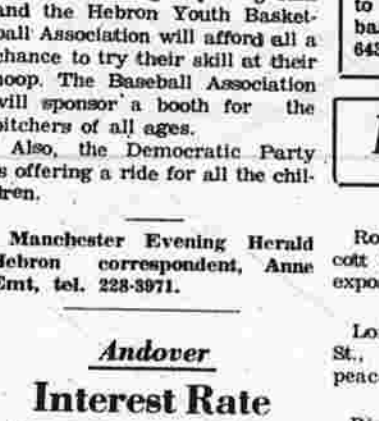 and the Hebron Youth Basket-
ball Association will afford all a
chance to try their skill at their
hoop. The Baseball Association
will sponsor a booth for the
pitchers of all ages.
Also, the Democratic Party
is offering a ride for all the chil-
dren.
Manchester Evening Herald
Hebron correspondent, Anne
Emt, tel. 228-3971.
Andover
Interest Rate
to
ba
643
Ro
cott
expo
Lo
St.,
peac